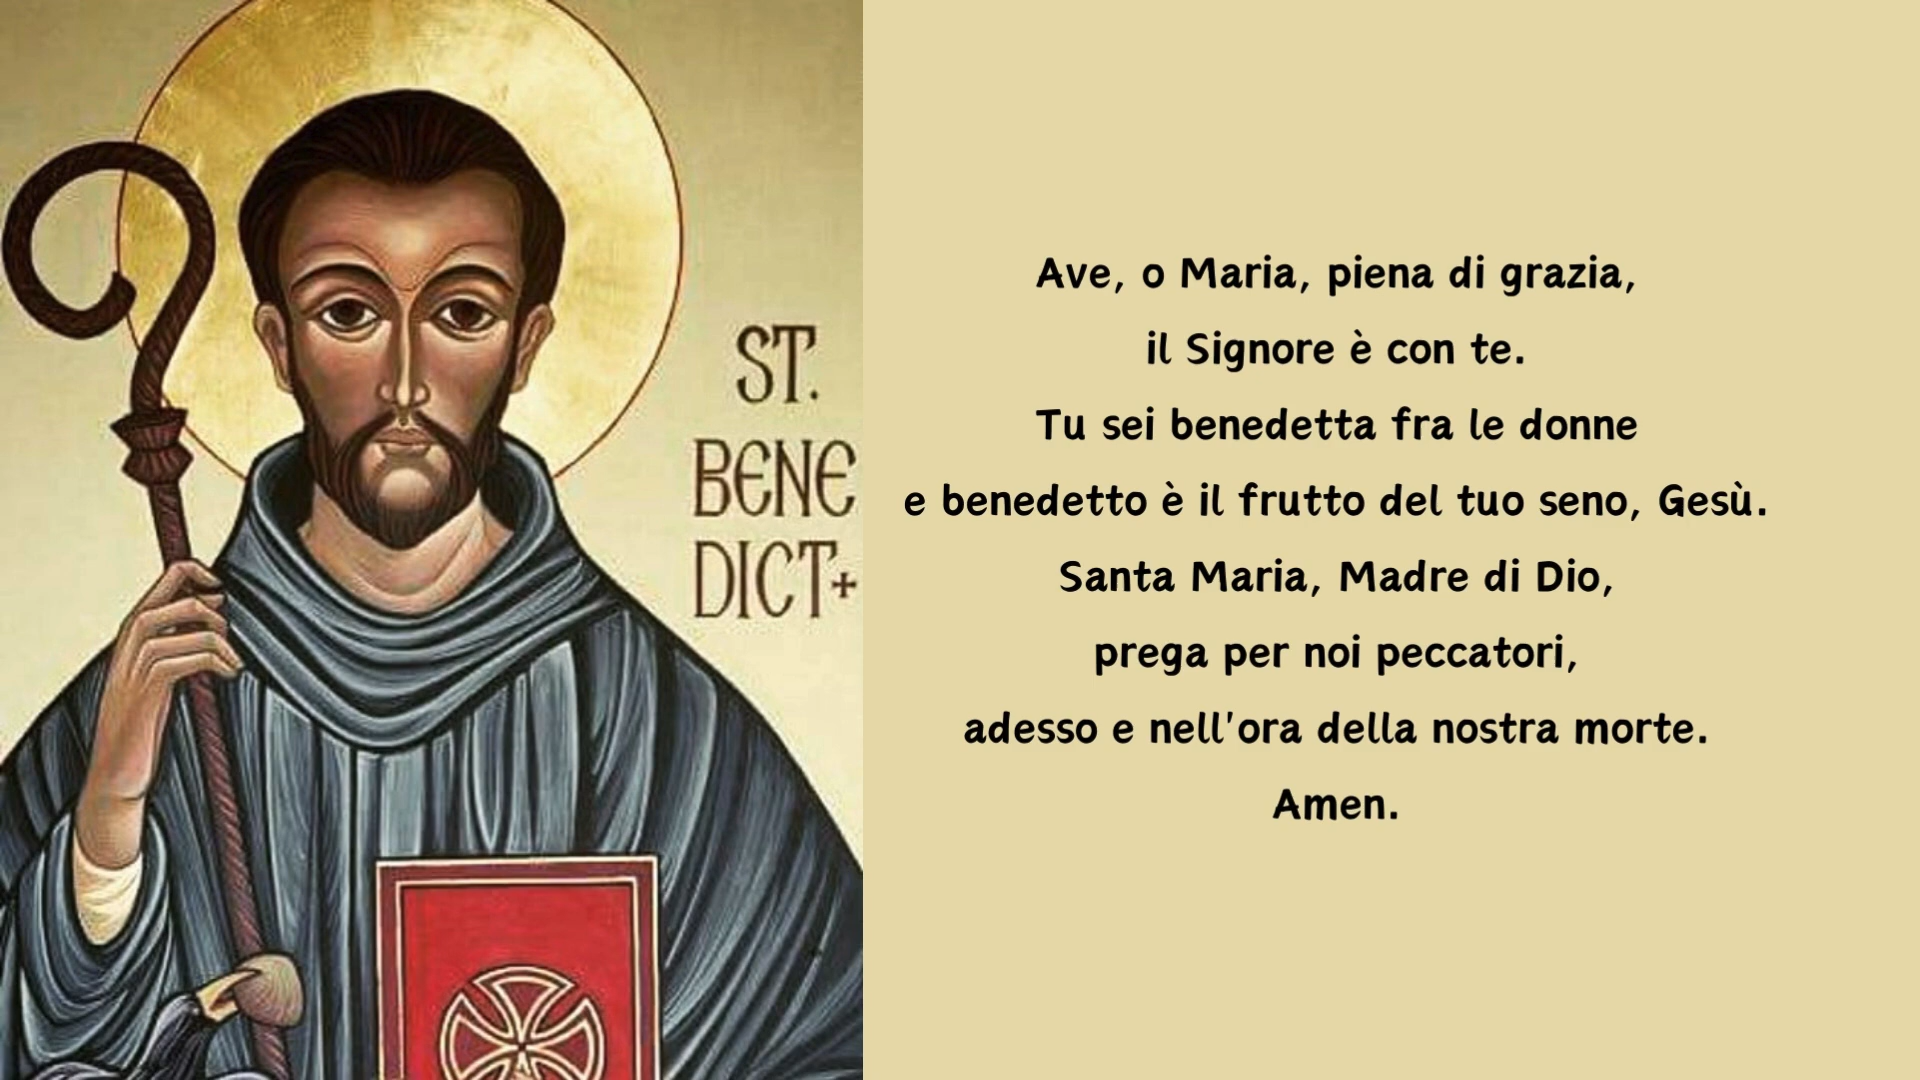 ST.
BENE
DICT+
Ave, o Maria, piena di grazia,
il Signore è con te.
Tu sei benedetta fra le donne
e benedetto è il frutto del tuo seno, Gesù.
Santa Maria, Madre di Dio,
prega per noi peccatori,
adesso e nell'ora della nostra morte.
Amen.